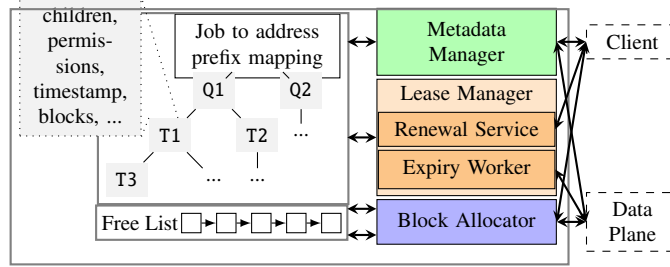 children,
permis-
sions,
timestamp,
blocks, ...
Job to address
prefix mapping
Q1
Q2
T1
T2
...
T3
...
...
Free List
Metadata
Manager
Lease Manager
Renewal Service
Expiry Worker
Block Allocator
Client
Data
Plane